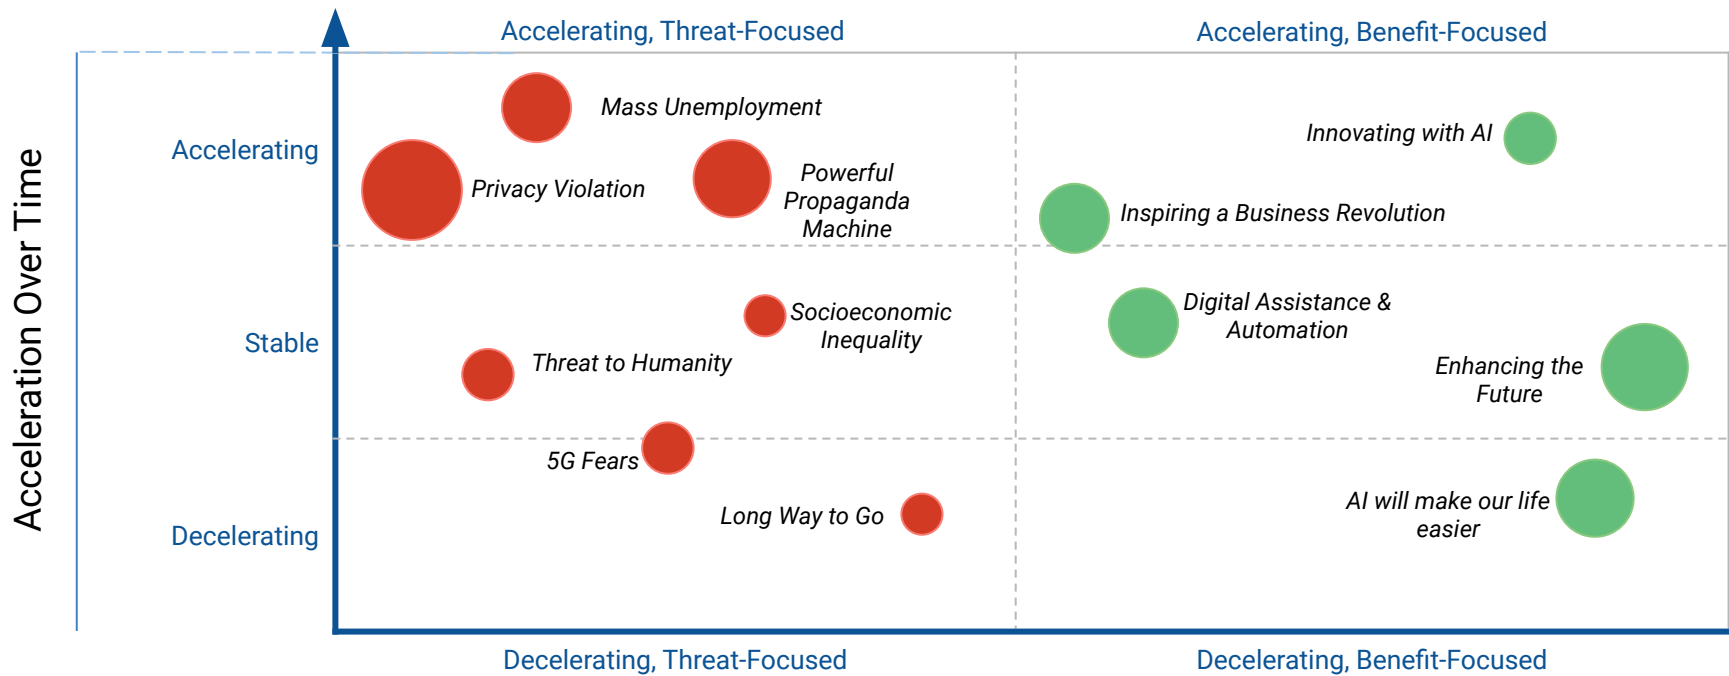 Accelerating, Threat-Focused
Accelerating, Benefit-Focused
Acceleration Over Time
Accelerating
Stable
Decelerating
Mass Unemployment
Privacy Violation
Powerful
Propaganda
Machine
Innovating with AI
Inspiring a Business Revolution
Socioeconomic
Inequality
Threat to Humanity
Digital Assistance &
Automation
Enhancing the
Future
5G Fears
Long Way to Go
AI will make our life
easier
Decelerating, Threat-Focused
Decelerating, Benefit-Focused